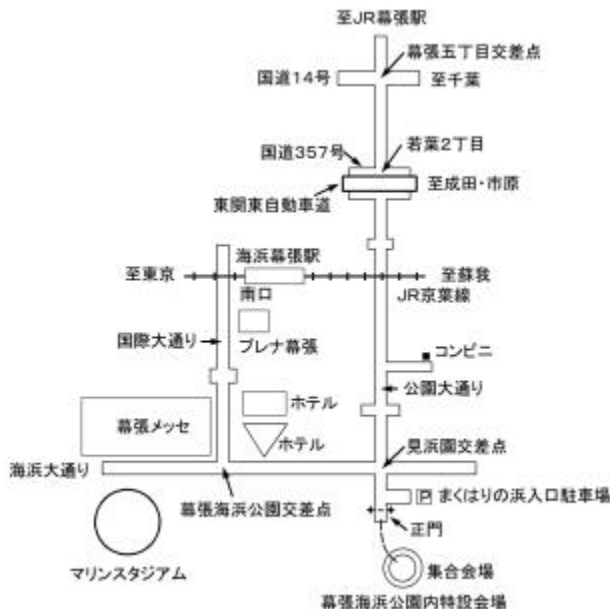 至JR幕張駅
幕張五丁目交差点
国道14号
至千葉
国道357号
若葉2丁目
至成田・市原
東関東自動車道
海浜幕張駅
至東京
至蘇我
南口
JR京葉線
国際大通り
プレナ幕張
コンビニ
公園大通り
ホテル
幕張メッセ
ホテル
見浜園交差点
海浜大通り
P まくはりの浜入口駐車場
幕張海浜公園交差点
正門
マリンスタジアム
集合会場
幕張海浜公園内特設会場